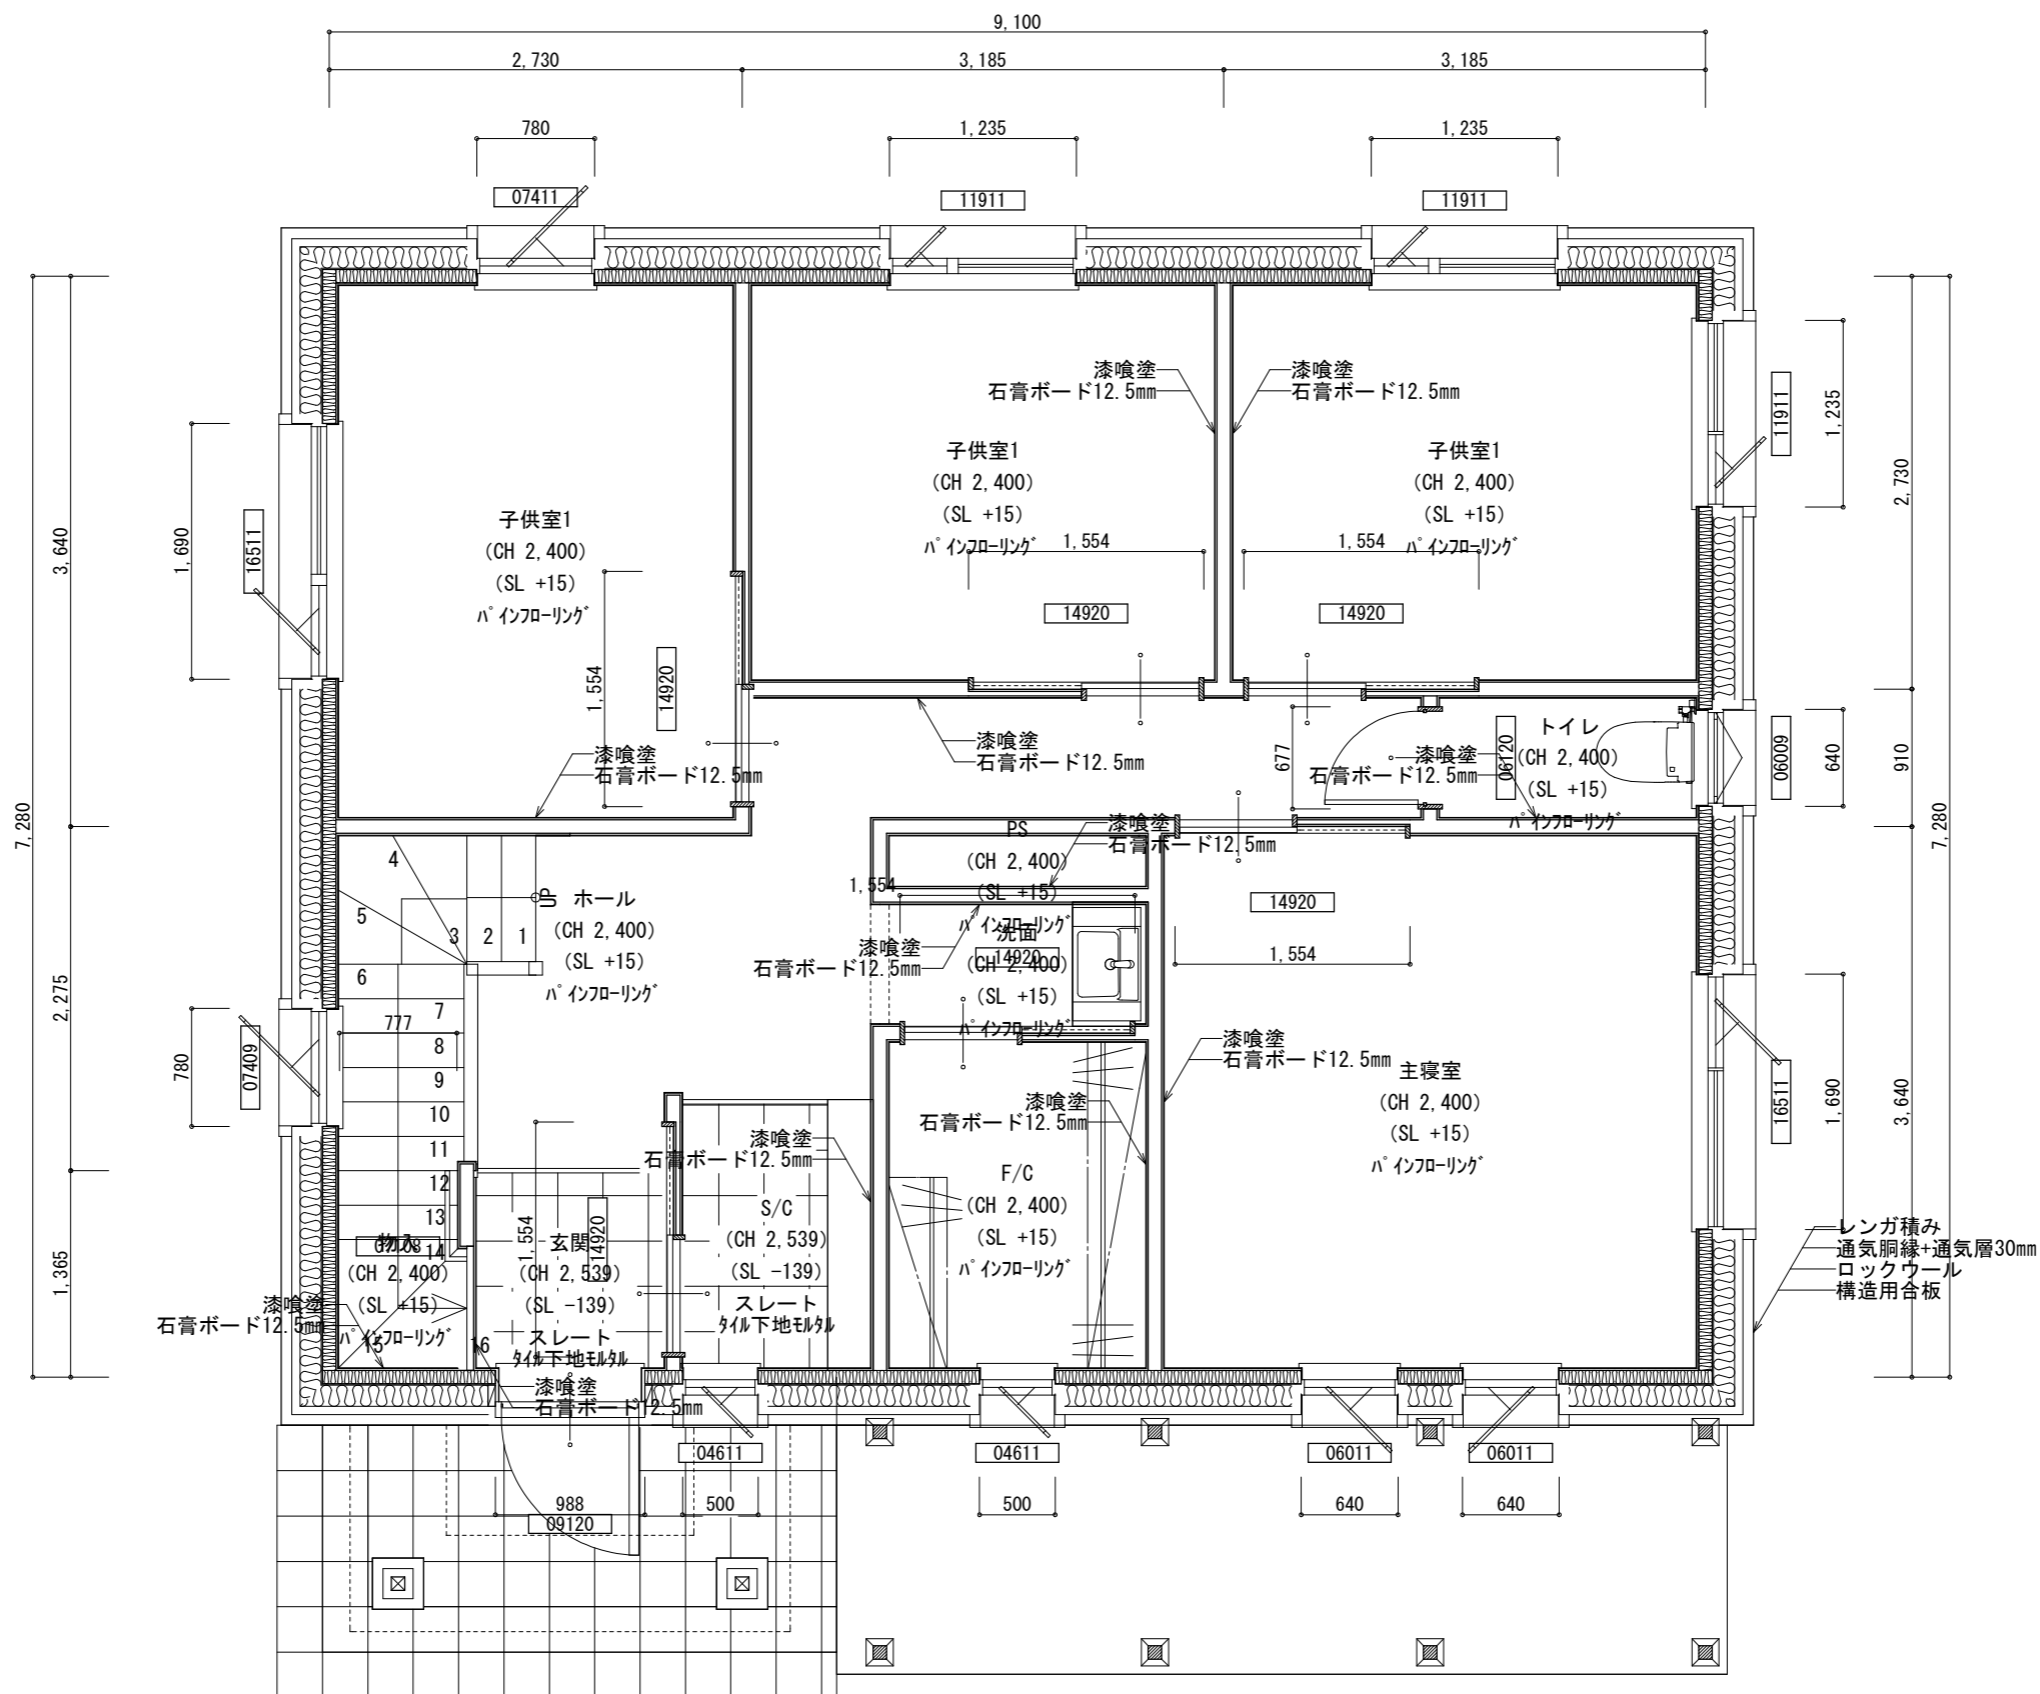 9,100
2,730
3,185
3,185
780
1,235
1,235
07411
11911
11911
漆喰塗
石膏ボード12.5mm
漆喰塗
石膏ボード12.5mm
子供室1
(CH 2,400)
(SL +15)
パインフローリング
子供室1
(CH 2,400)
(SL +15)
パインフローリング
子供室1
(CH 2,400)
(SL +15)
パインフローリング
1,554
1,554
14920
14920
1,554
14920
7,280
3,640
2,275
1,365
1,690
16511
780
07409
11911
1,235
2,730
06009
640
910
7,280
16511
1,690
3,640
漆喰塗
石膏ボード12.5mm
漆喰塗
石膏ボード12.5mm
677
漆喰塗
石膏ボード12.5mm
06120
トイレ
(CH 2,400)
(SL +15)
パインフローリング
PS
(CH 2,400)
(SL +15)
パインフローリング
漆喰塗
石膏ボード12.5mm
1,554
漆喰塗
石膏ボード12.5mm
洗面
14920
(CH 2,400)
(SL +15)
パインフローリング
14920
1,554
UP
ホール
(CH 2,400)
(SL +15)
パインフローリング
4
5
3
2
1
6
7
777
8
9
10
11
12
13
14
15
16
漆喰塗
石膏ボード12.5mm
主寝室
(CH 2,400)
(SL +15)
パインフローリング
漆喰塗
石膏ボード12.5mm
漆喰塗
石膏ボード12.5mm
F/C
(CH 2,400)
(SL +15)
パインフローリング
S/C
(CH 2,539)
(SL -139)
スレート
タイル下地モルタル
1,554
14920
玄関
(CH 2,539)
(SL -139)
スレート
タイル下地モルタル
物入
(CH 2,400)
(SL +15)
パインフローリング
漆喰塗
石膏ボード12.5mm
漆喰塗
石膏ボード12.5mm
レンガ積み
通気胴縁+通気層30mm
ロックウール
構造用合板
04611
04611
06011
06011
988
09120
500
500
640
640